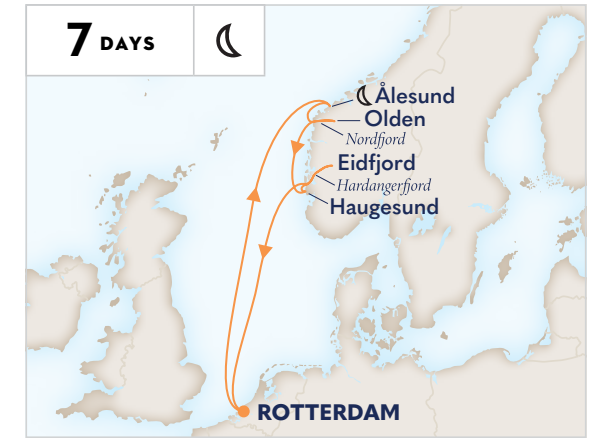 7 DAYS
Ålesund
Olden
Nordfjord
Eidfjord
Hardangerfjord
Haugesund
ROTTERDAM